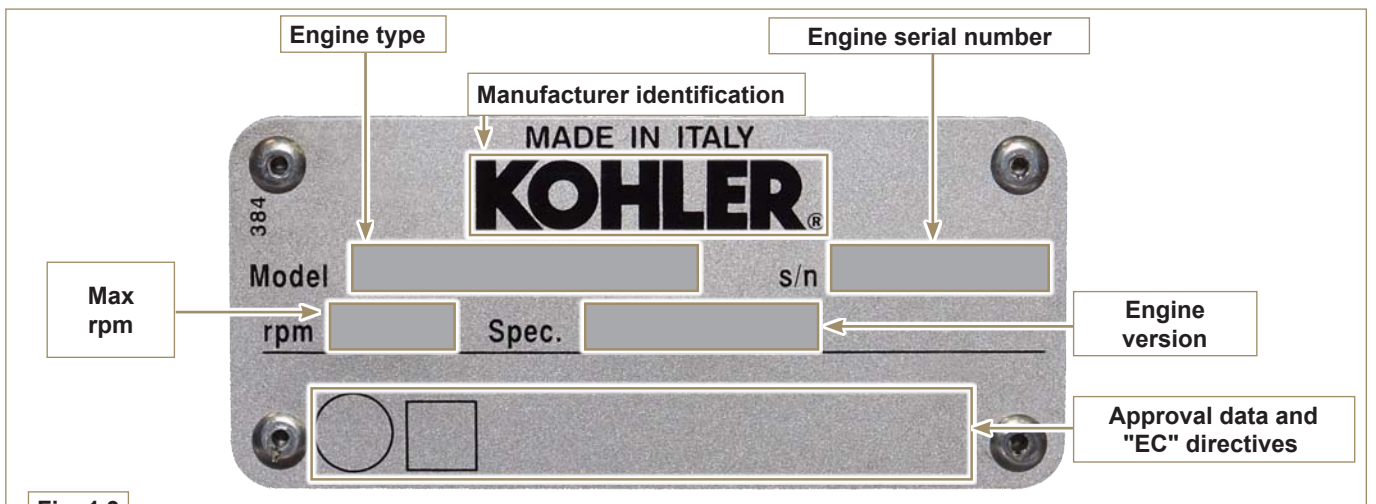 Engine type
Engine serial number
Manufacturer identification
MADE IN ITALY
KOHLER®
384
Model
s/n
Max
rpm
rpm
Spec.
Engine
version
Approval data and
"EC" directives